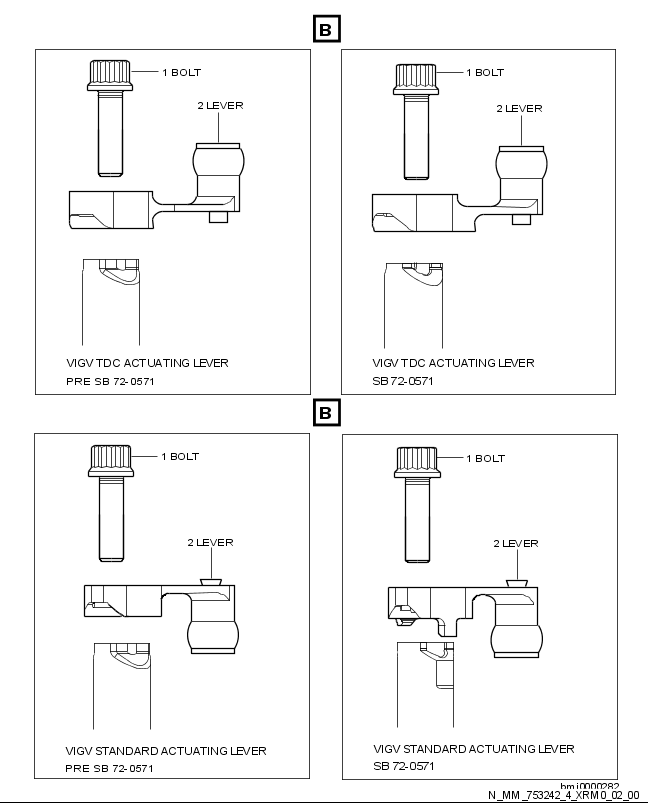 B
1 BOLT
2 LEVER
VIGV TDC ACTUATING LEVER
PRE SB 72-0571
1 BOLT
2 LEVER
VIGV TDC ACTUATING LEVER
SB 72-0571
B
1 BOLT
2 LEVER
VIGV STANDARD ACTUATING LEVER
PRE SB 72-0571
1 BOLT
2 LEVER
VIGV STANDARD ACTUATING LEVER
SB 72-0571
N_MM_753242_4_XRM0_02_00